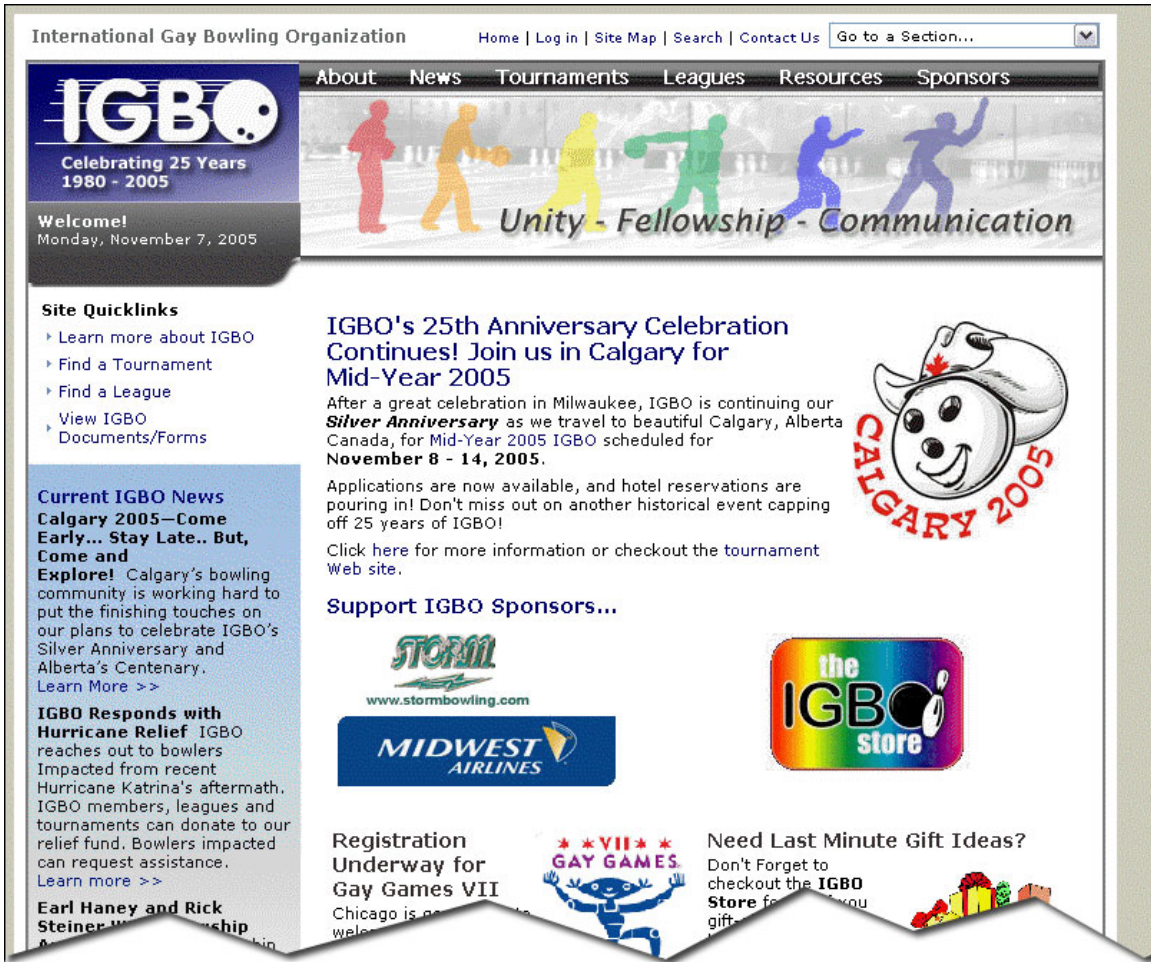 International Gay Bowling Organization
Home | Log in | Site Map | Search | Contact Us
Go to a Section...
IGBO
Celebrating 25 Years
1980 - 2005
About News Tournaments Leagues Resources Sponsors
Unity - Fellowship - Communication
Welcome!
Monday, November 7, 2005
Site Quicklinks
Learn more about IGBO
Find a Tournament
Find a League
View IGBO
Documents/Forms
Current IGBO News
Calgary 2005—Come
Early... Stay Late.. But,
Come and
Explore! Calgary's bowling
community is working hard to
put the finishing touches on
our plans to celebrate IGBO's
Silver Anniversary and
Alberta's Centenary.
Learn More >>
IGBO Responds with
Hurricane Relief IGBO
reaches out to bowlers
Impacted from recent
Hurricane Katrina's aftermath.
IGBO members, leagues and
tournaments can donate to our
relief fund. Bowlers impacted
can request assistance.
Learn more >>
Earl Haney and Rick
Steiner
IGBO's 25th Anniversary Celebration
Continues! Join us in Calgary for
Mid-Year 2005
After a great celebration in Milwaukee, IGBO is continuing our
Silver Anniversary as we travel to beautiful Calgary, Alberta
Canada, for Mid-Year 2005 IGBO scheduled for
November 8 - 14, 2005.
Applications are now available, and hotel reservations are
pouring in! Don't miss out on another historical event capping
off 25 years of IGBO!
Click here for more information or checkout the tournament
Web site.
CALGARY 2005
Support IGBO Sponsors...
STORM
www.stormbowling.com
MIDWEST
AIRLINES
the
IGBO
store
Registration
Underway for
Gay Games VII
Chicago is
VII
GAY GAMES
Need Last Minute Gift Ideas?
Don't Forget to
checkout the IGBO
Store